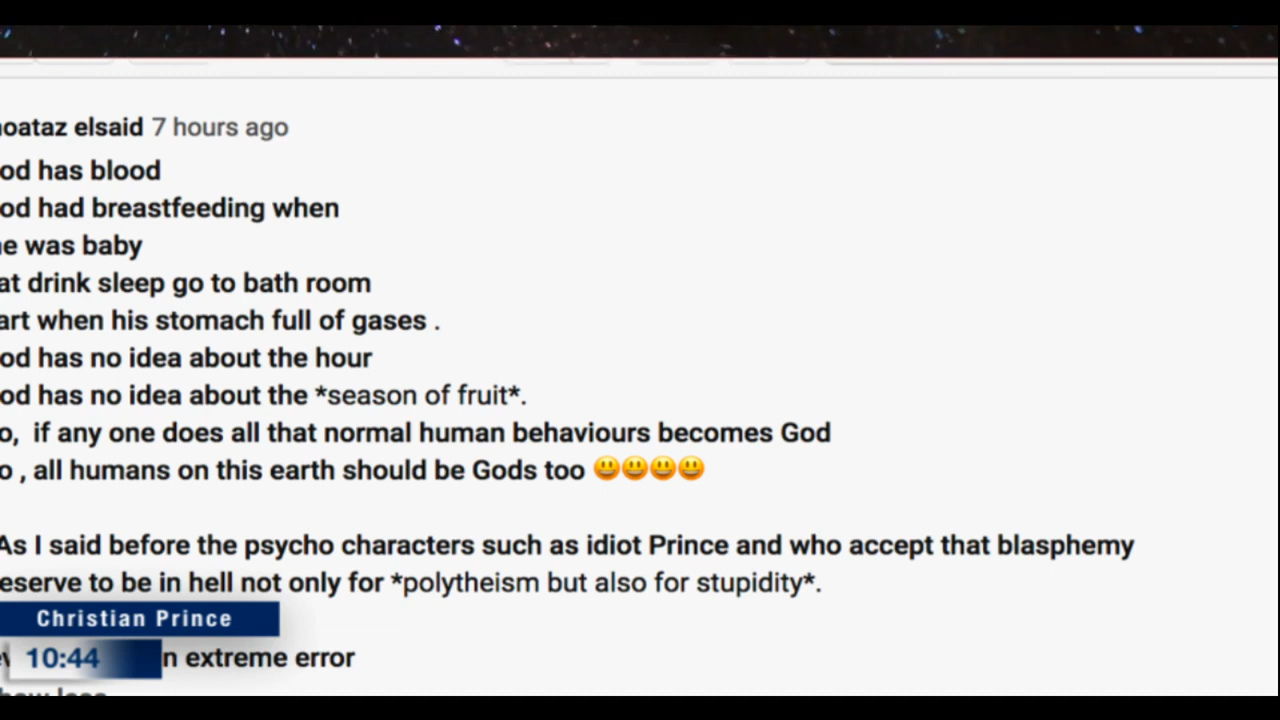 oataz elsaid 7 hours ago
od has blood
od had breastfeeding when
e was baby
at drink sleep go to bath room
art when his stomach full of gases .
od has no idea about the hour
od has no idea about the *season of fruit*.
o, if any one does all that normal human behaviours becomes God
o , all humans on this earth should be Gods too 😃😃😃😃
As I said before the psycho characters such as idiot Prince and who accept that blasphemy
eserve to be in hell not only for *polytheism but also for stupidity*.
Christian Prince
10:44
n extreme error